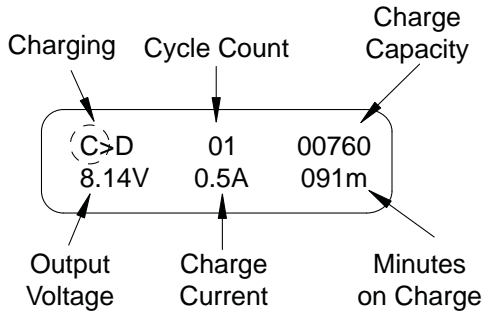 Charge
Charging Cycle Count Capacity
C>D 01 00760
8.14V 0.5A 091m
Output Charge Minutes
Voltage Current on Charge